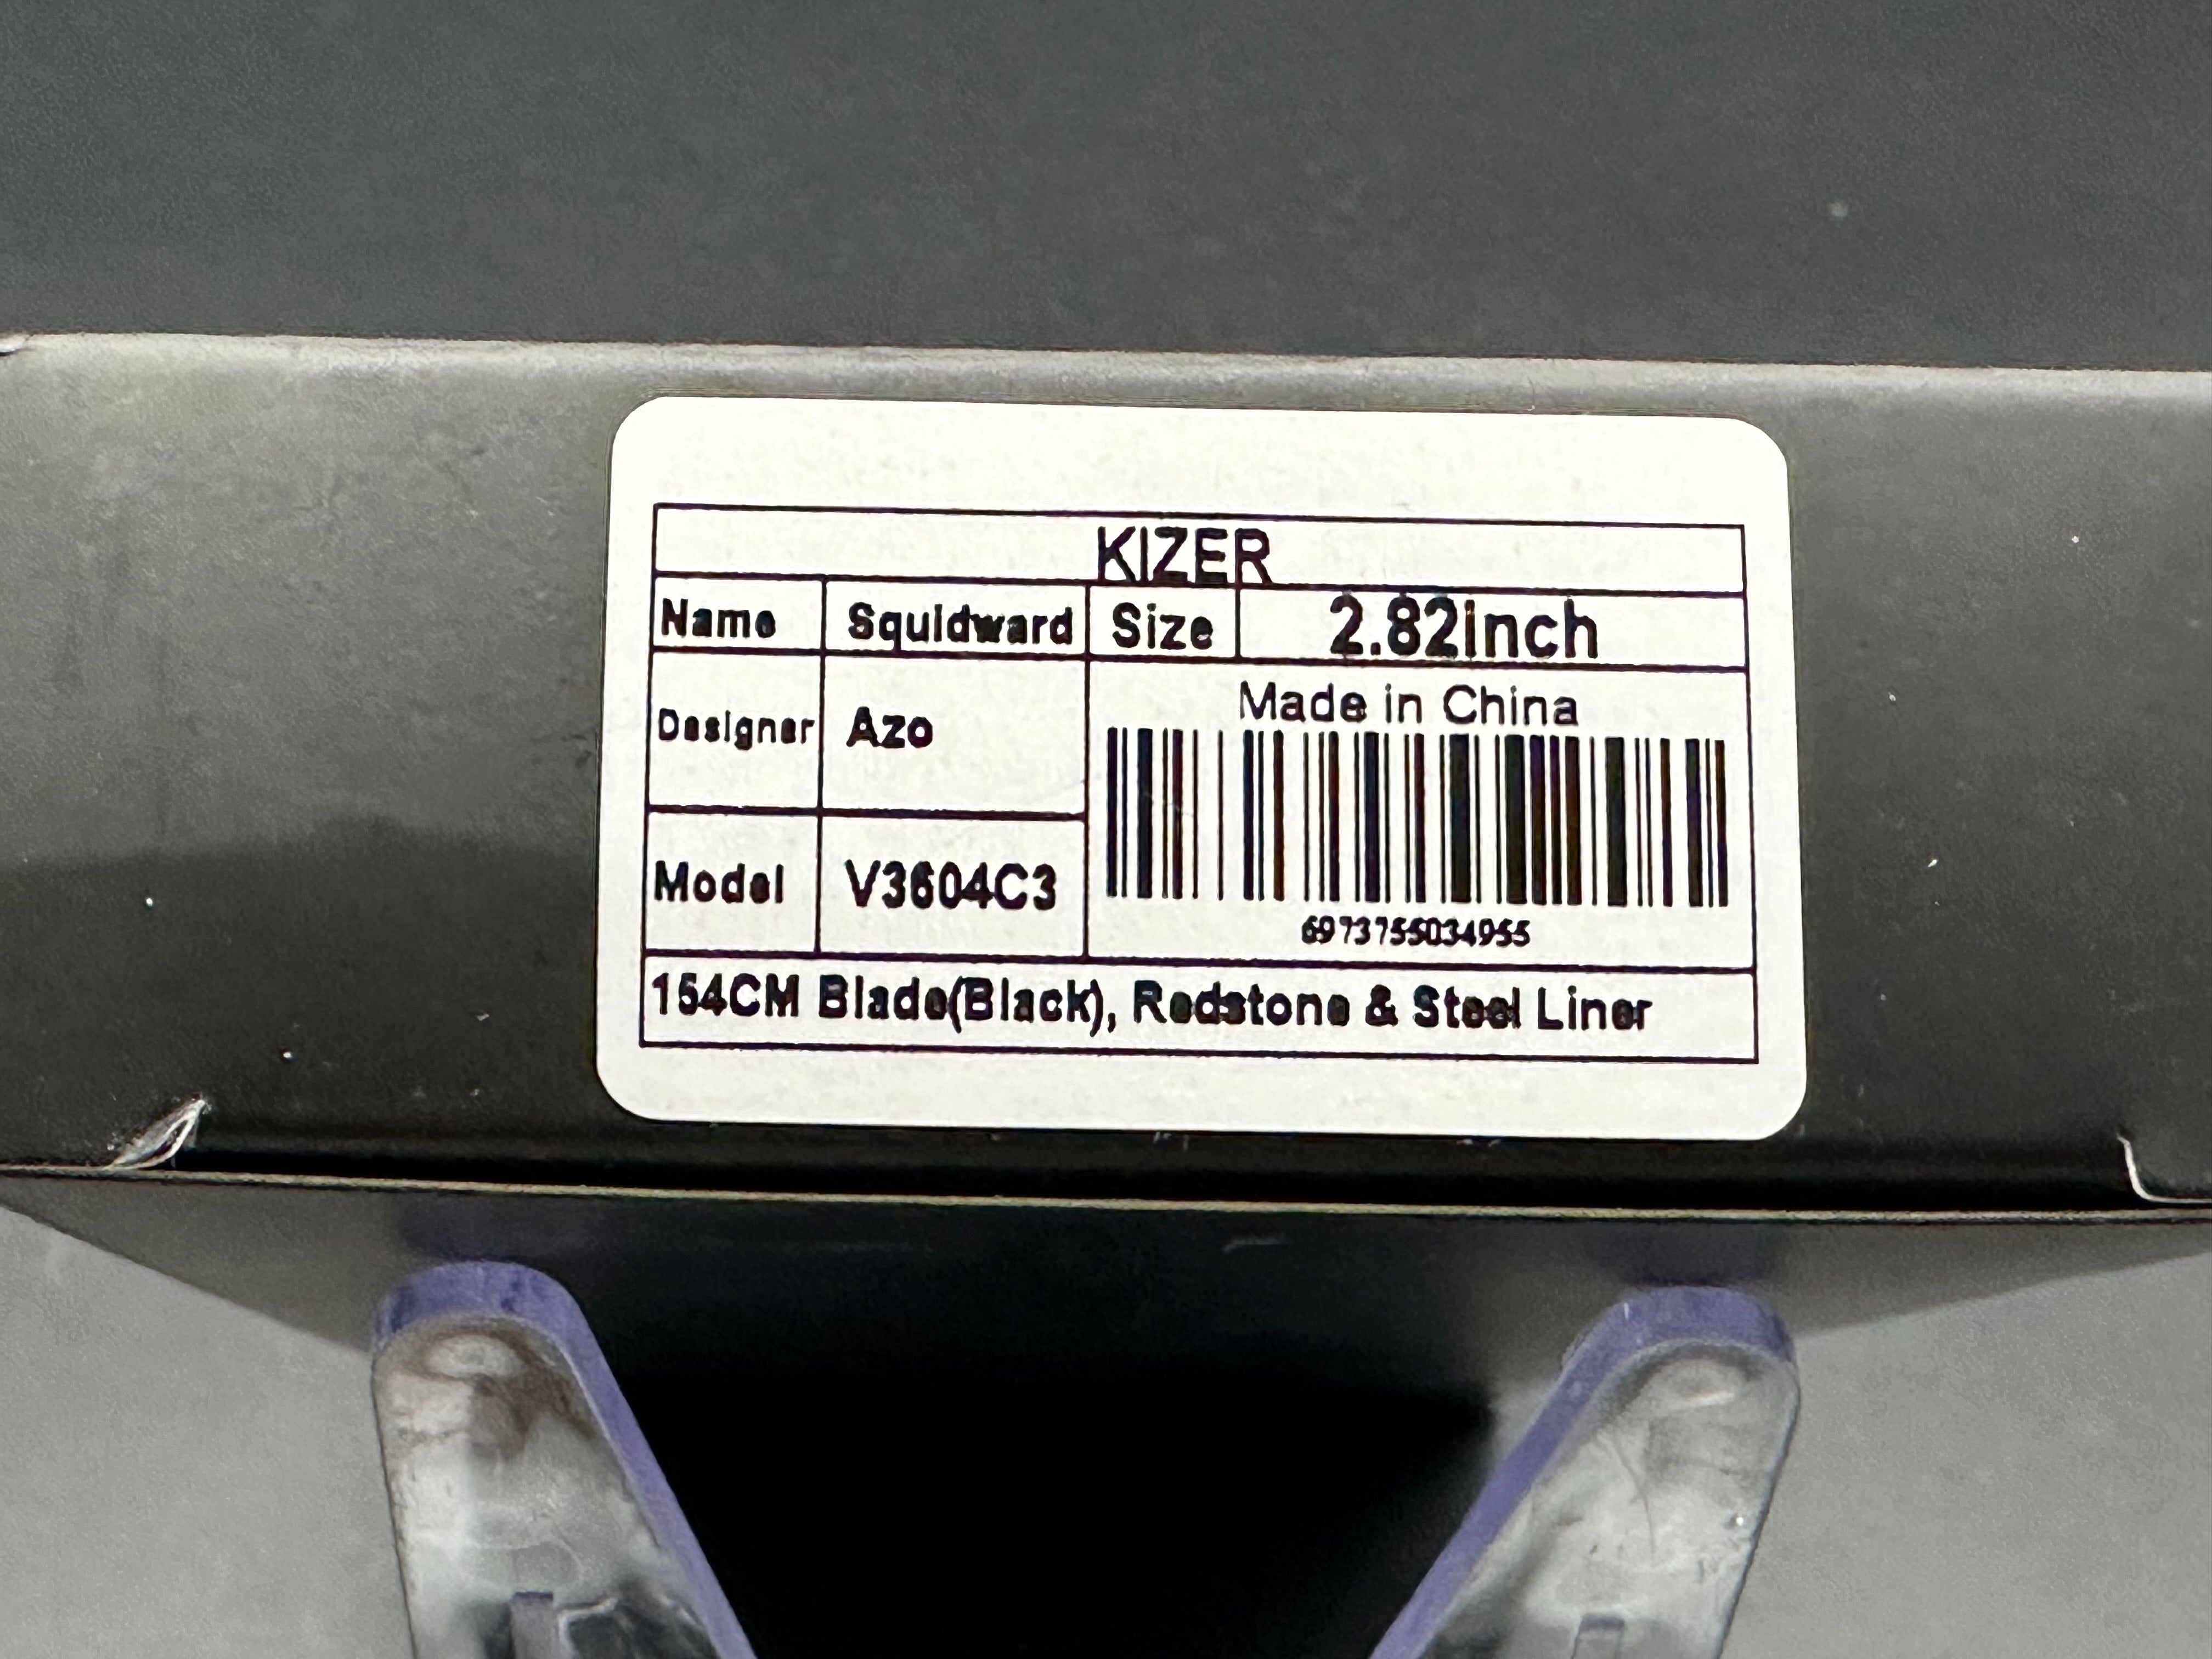 KIZER
Name Squidward Size 2.82inch
Made in China
Designer Azo
Model V3604C3
6973755034955
154CM Blade(Black), Redstone & Steel Liner